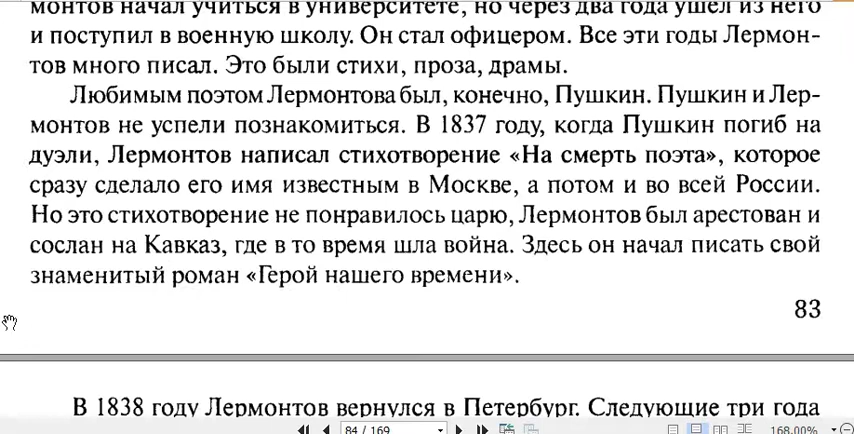 монтов начал учиться в университете, но через два года ушел из него
и поступил в военную школу. Он стал офицером. Все эти годы Лермон-
тов много писал. Это были стихи, проза, драмы.
Любимым поэтом Лермонтова был, конечно, Пушкин. Пушкин и Лер-
монтов не успели познакомиться. В 1837 году, когда Пушкин погиб на
дуэли, Лермонтов написал стихотворение «На смерть поэта», которое
сразу сделало его имя известным в Москве, а потом и во всей России.
Но это стихотворение не понравилось царю, Лермонтов был арестован и
сослан на Кавказ, где в то время шла война. Здесь он начал писать свой
знаменитый роман «Герой нашего времени».
83
В 1838 году Лермонтов вернулся в Петербург. Следующие три года
84 / 169
168.00%